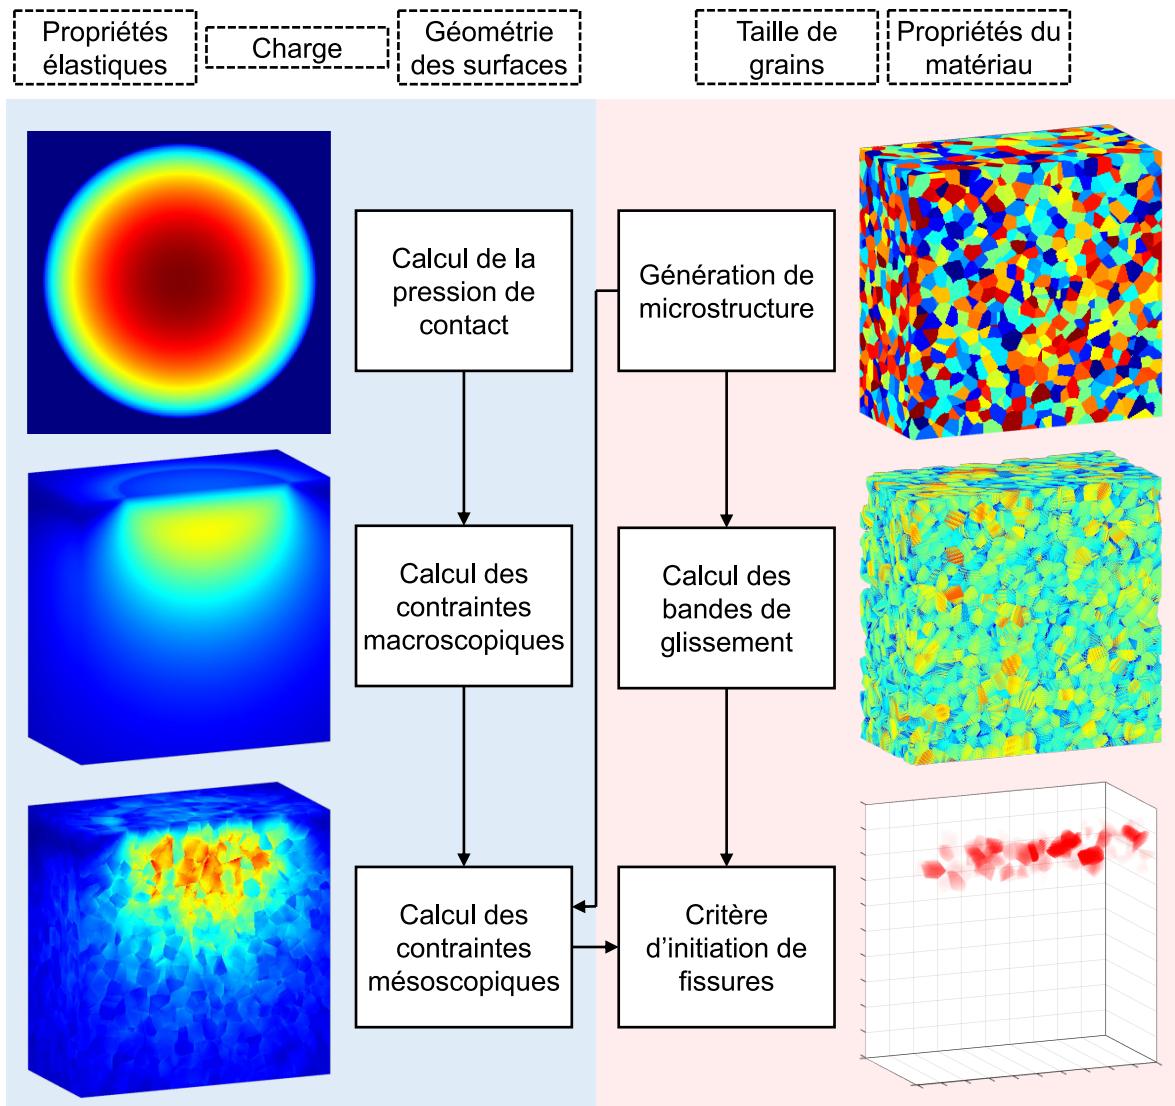 Propriétés
élastiques
Charge
Géométrie
des surfaces
Taille de
grains
Propriétés du
matériau
Calcul de la
pression de
contact
Génération de
microstructure
Calcul des
contraintes
macroscopiques
Calcul des
bandes de
glissement
Calcul des
contraintes
mésoscopiques
Critère
d’initiation de
fissures